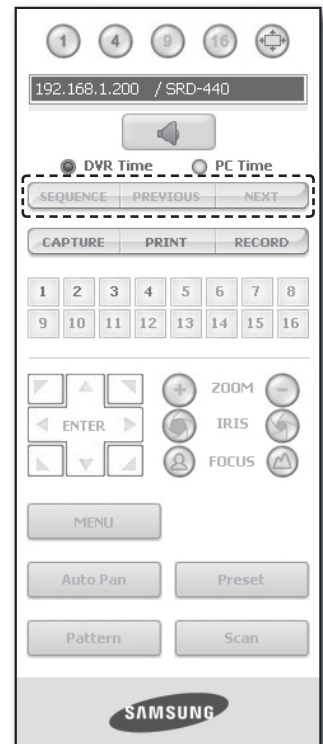 1 4 9 16
192.168.1.200 / SRD-440
DVR Time PC Time
SEQUENCE PREVIOUS NEXT
CAPTURE PRINT RECORD
1 2 3 4 5 6 7 8
9 10 11 12 13 14 15 16
ZOOM
ENTER IRIS
FOCUS
MENU
Auto Pan Preset
Pattern Scan
SAMSUNG